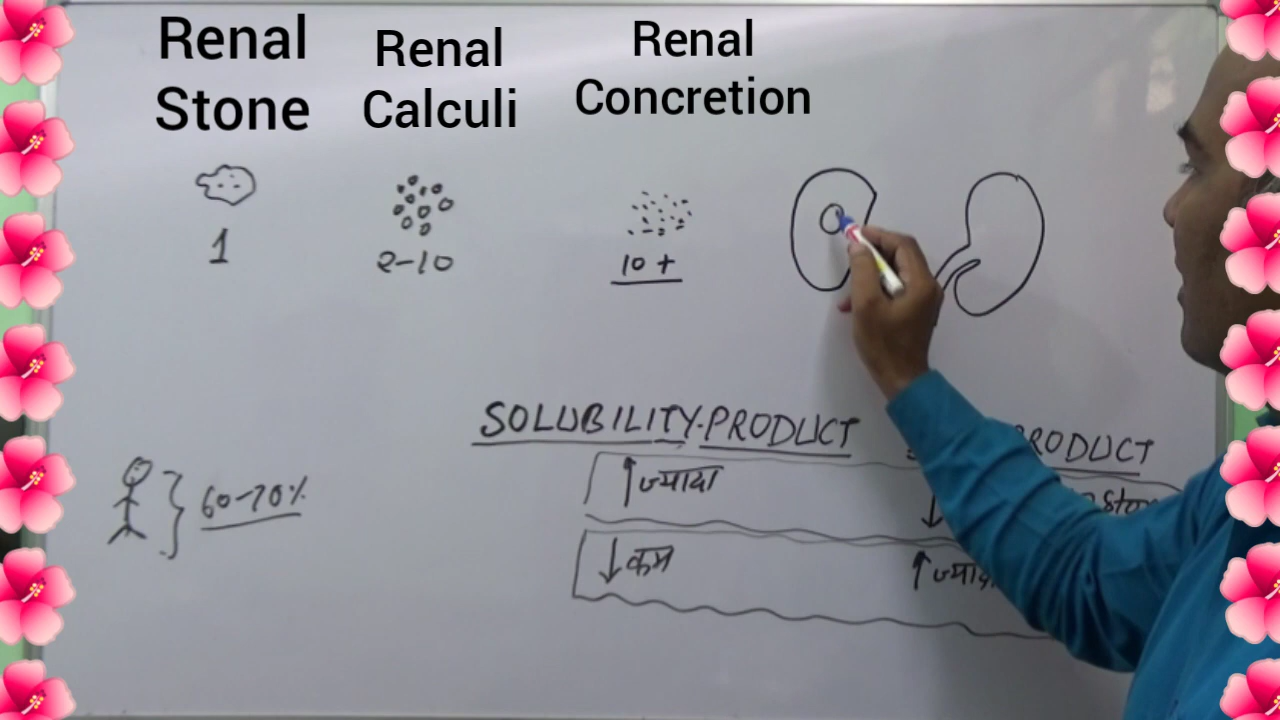 Renal
Stone
Renal
Calculi
Renal
Concretion
1
2-10
10 +
SOLUBILITY-PRODUCT
PRODUCT
↑ ज्यादा
↓
↓ कम
↑
60-70%